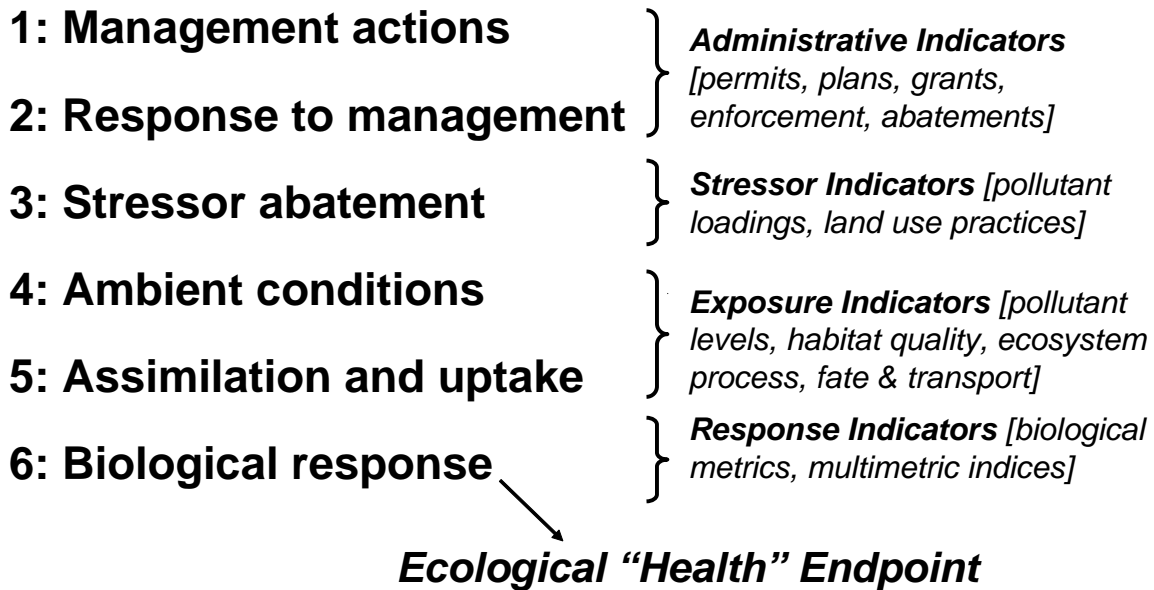 1: Management actions
2: Response to management
Administrative Indicators
[permits, plans, grants,
enforcement, abatements]
3: Stressor abatement
Stressor Indicators [pollutant
loadings, land use practices]
4: Ambient conditions
5: Assimilation and uptake
Exposure Indicators [pollutant
levels, habitat quality, ecosystem
process, fate & transport]
6: Biological response
Response Indicators [biological
metrics, multimetric indices]
Ecological “Health” Endpoint